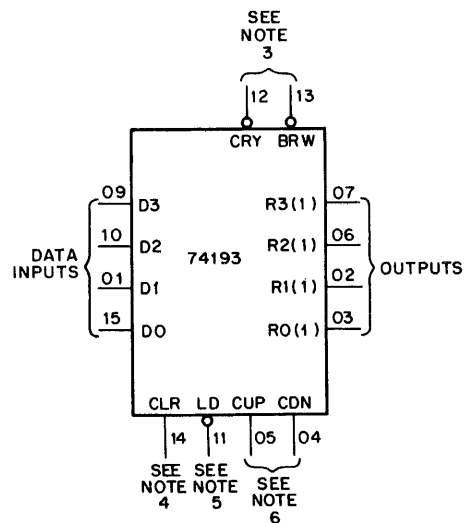 SEE
NOTE
3
12 13
CRY BRW
09 D3 R3(1) 07
10 D2 R2(1) 06
DATA INPUTS 74193 OUTPUTS
01 D1 R1(1) 02
15 D0 R0(1) 03
CLR LD CUP CDN
14 11 05 04
SEE NOTE 4
SEE NOTE 5
SEE NOTE 6